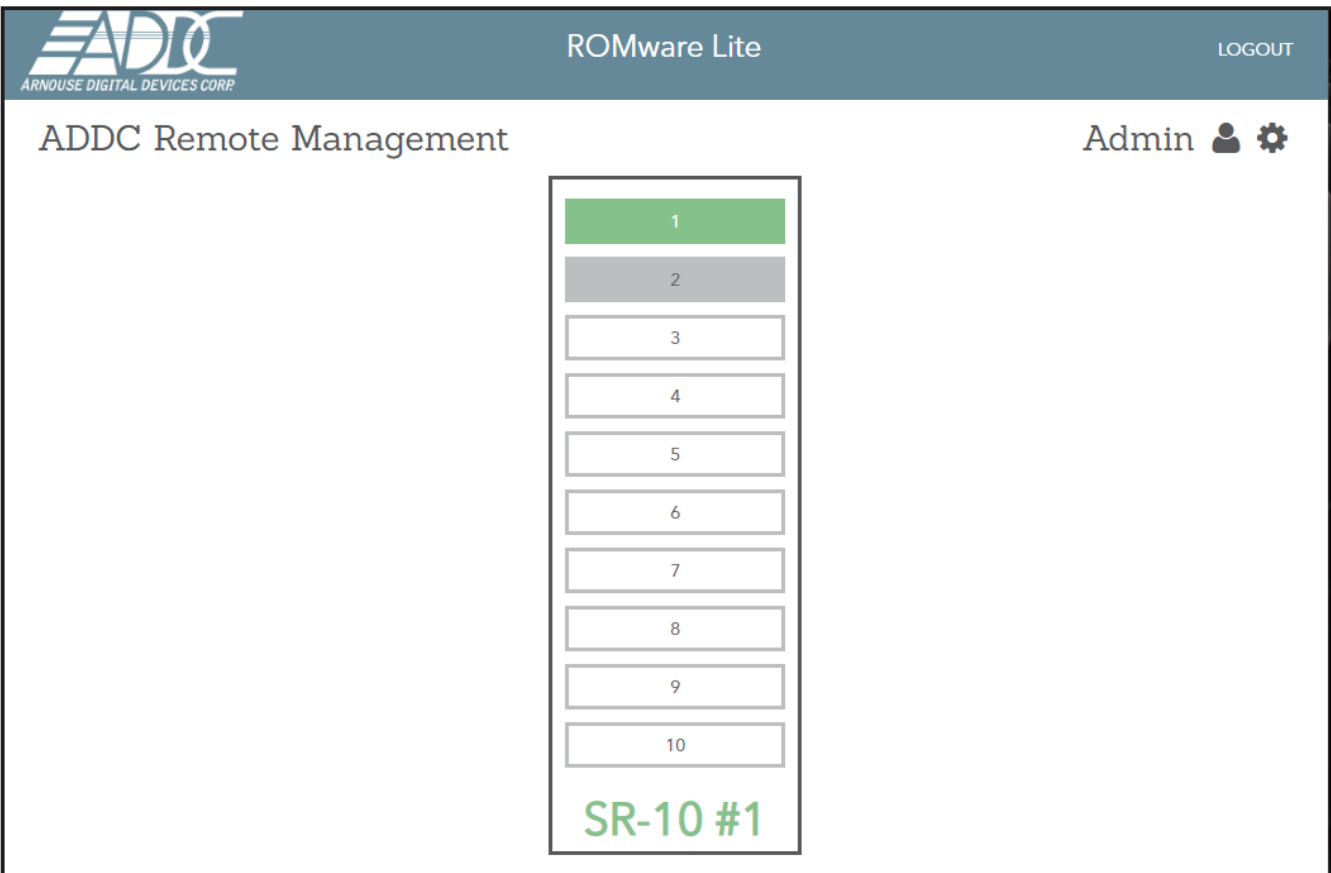 ADDC
ARNOUSE DIGITAL DEVICES CORP.
ROMware Lite
LOGOUT
ADDC Remote Management
Admin
1
2
3
4
5
6
7
8
9
10
SR-10 #1